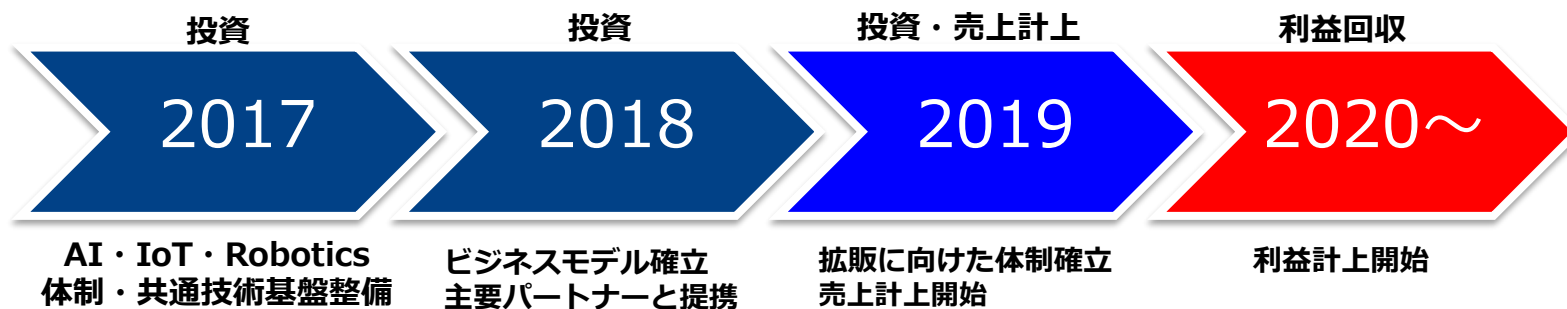 投資
投資
投資・売上計上
利益回収
2017
2018
2019
2020～
AI・IoT・Robotics
体制・共通技術基盤整備
ビジネスモデル確立
主要パートナーと提携
拡販に向けた体制確立
売上計上開始
利益計上開始